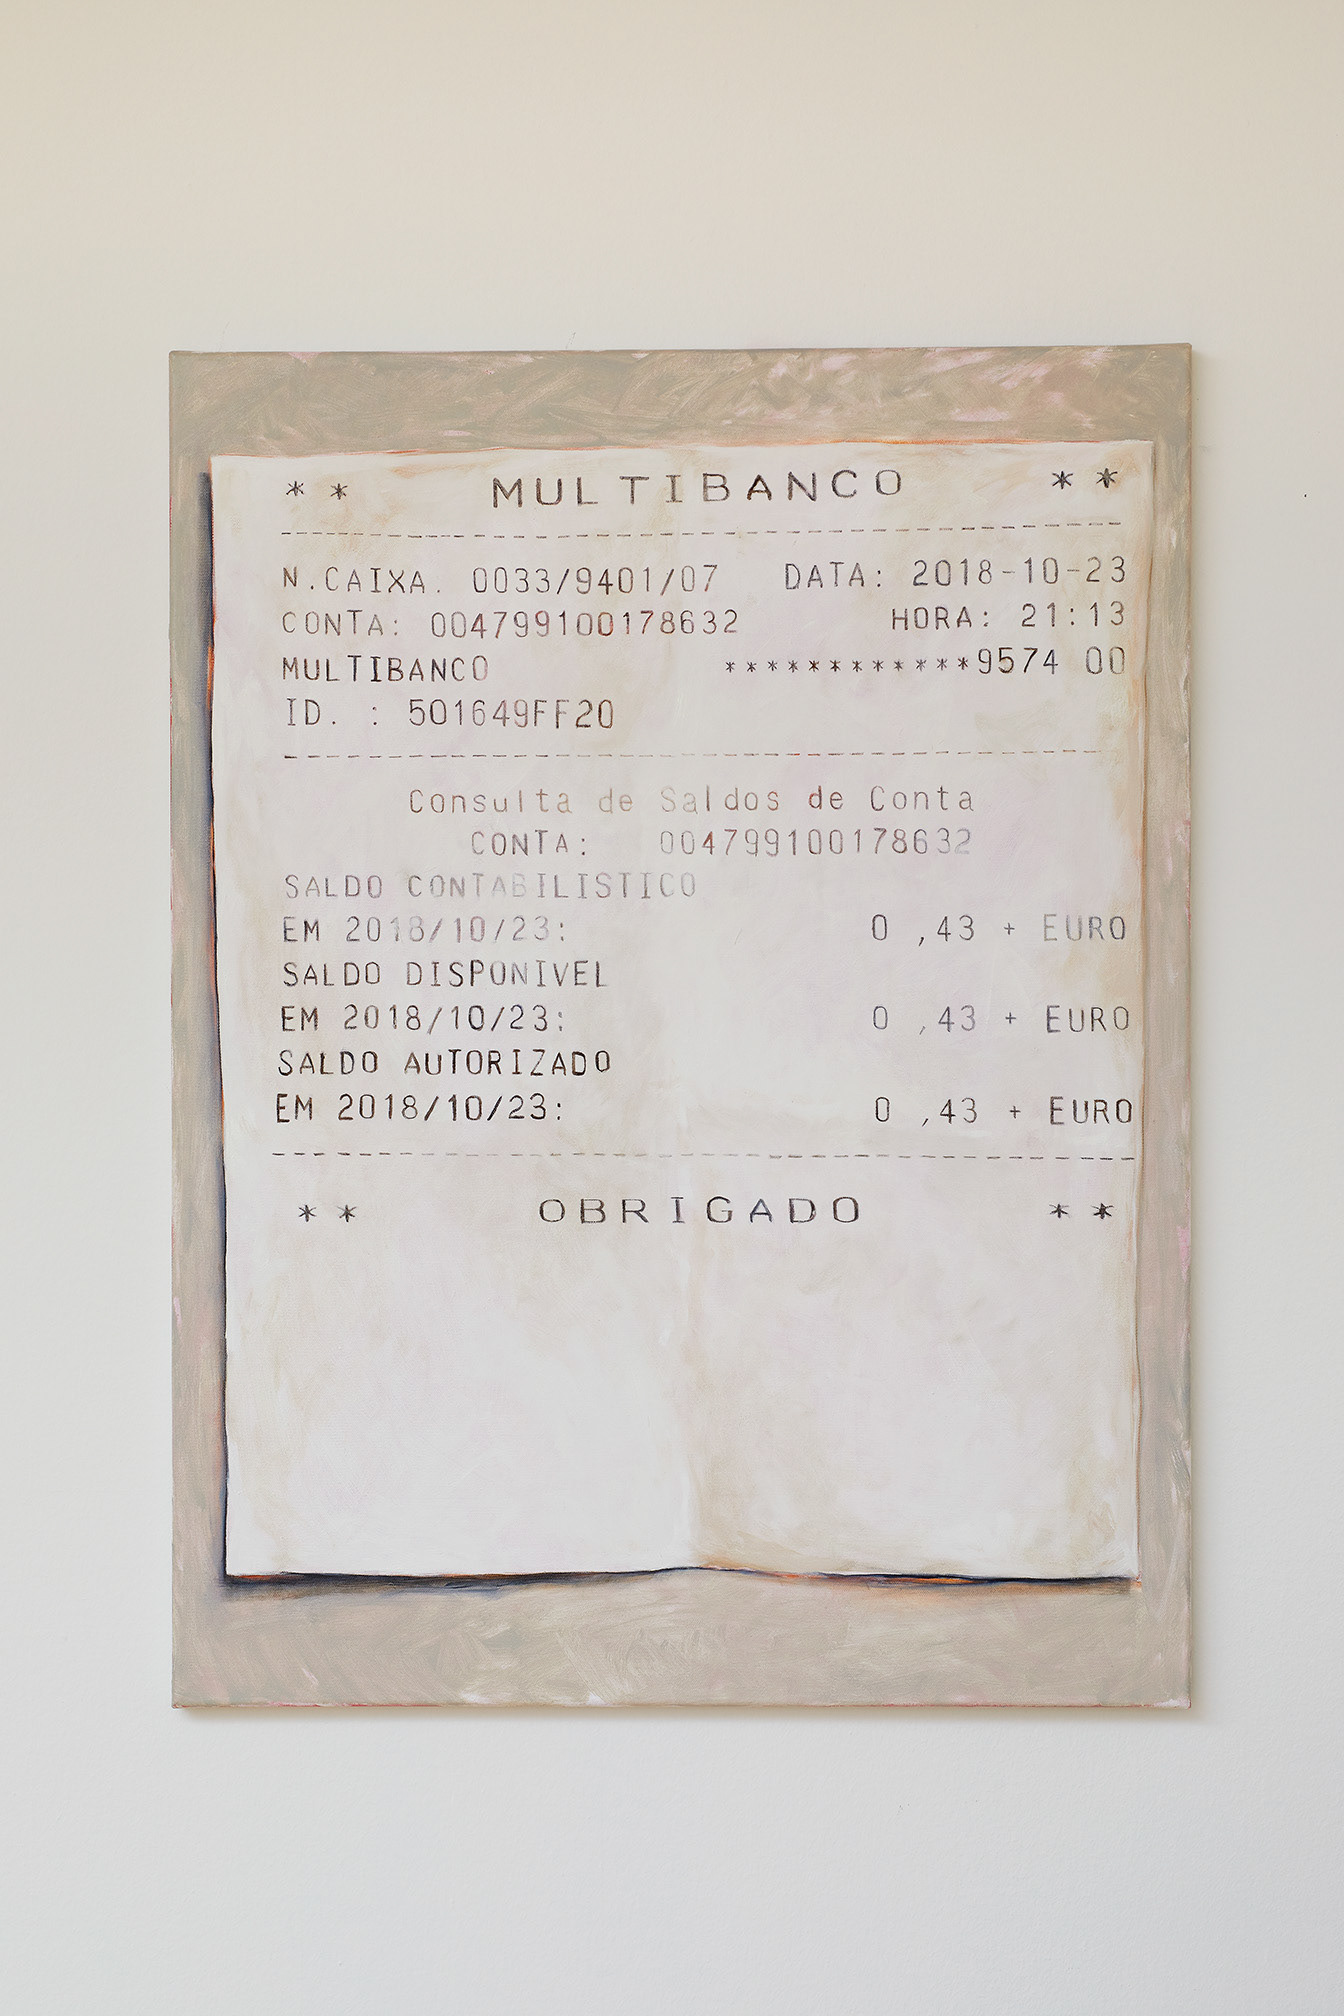 ** MULTIBANCO **
N.CAIXA. 0033/9401/07 DATA: 2018-10-23
CONTA: 004799100178632 HORA: 21:13
MULTIBANCO ************9574 00
ID. : 501649FF20
Consulta de Saldos de Conta
CONTA: 004799100178632
SALDO CONTABILISTICO
EM 2018/10/23: 0 ,43 + EURO
SALDO DISPONIVEL
EM 2018/10/23: 0 ,43 + EURO
SALDO AUTORIZADO
EM 2018/10/23: 0 ,43 + EURO
** OBRIGADO **